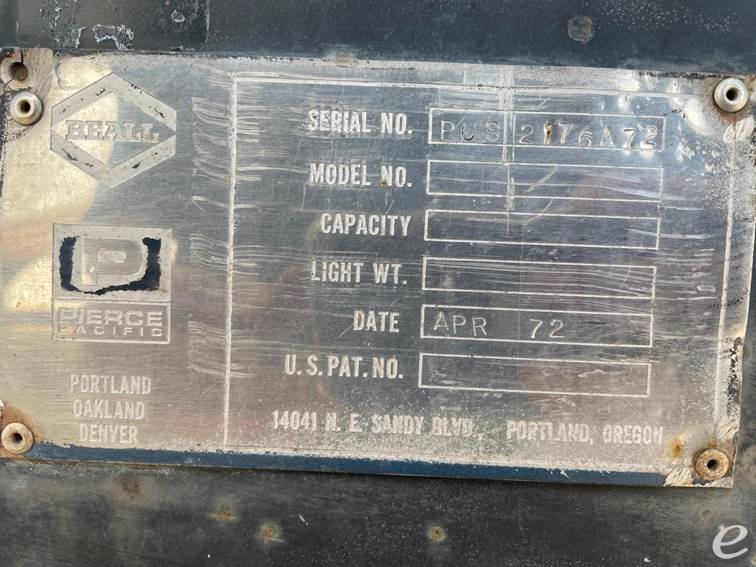 BEALL
P
PIERCE
PACIFIC
PORTLAND
OAKLAND
DENVER
SERIAL NO. PCS 2176A72
MODEL NO.
CAPACITY
LIGHT WT.
DATE APR 72
U.S. PAT. NO.
14041 N. E. SANDY BLVD., PORTLAND, OREGON
e